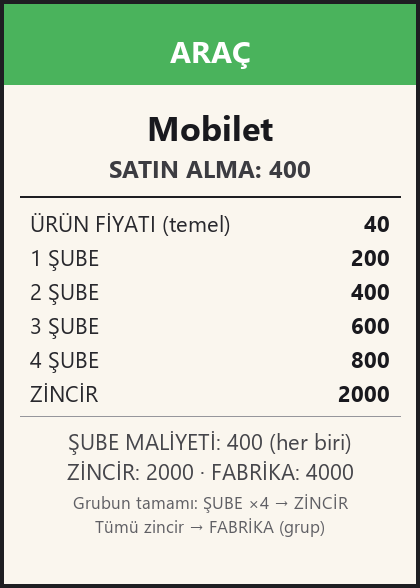 ARAÇ
Mobilet
SATIN ALMA: 400
ÜRÜN FİYATI (temel) 40
1 ŞUBE 200
2 ŞUBE 400
3 ŞUBE 600
4 ŞUBE 800
ZİNCİR 2000
ŞUBE MALİYETİ: 400 (her biri)
ZİNCİR: 2000 · FABRİKA: 4000
Grubun tamamı: ŞUBE ×4 → ZİNCİR
Tümü zincir → FABRİKA (grup)